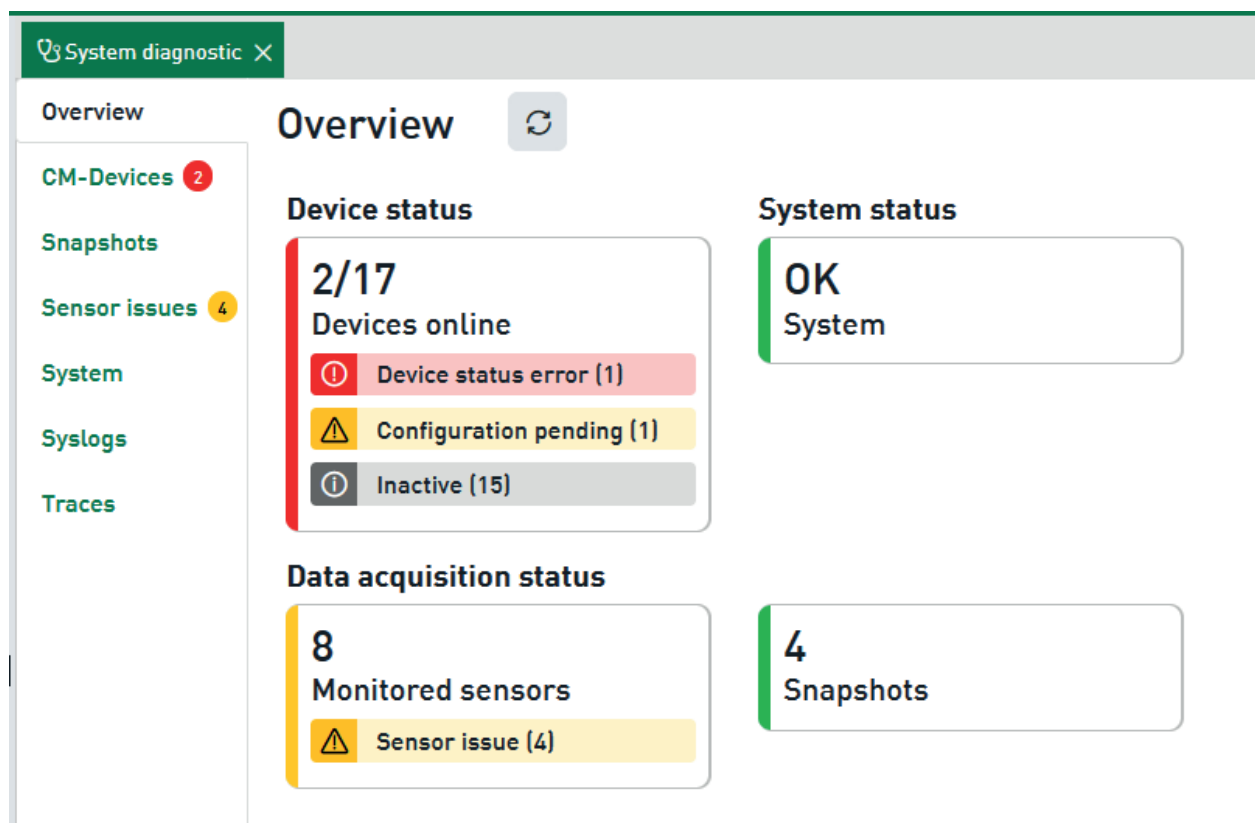 System diagnostic
Overview
CM-Devices 2
Snapshots
Sensor issues 4
System
Syslogs
Traces
Overview
Device status
2/17
Devices online
Device status error (1)
Configuration pending (1)
Inactive (15)
System status
OK
System
Data acquisition status
8
Monitored sensors
Sensor issue (4)
4
Snapshots